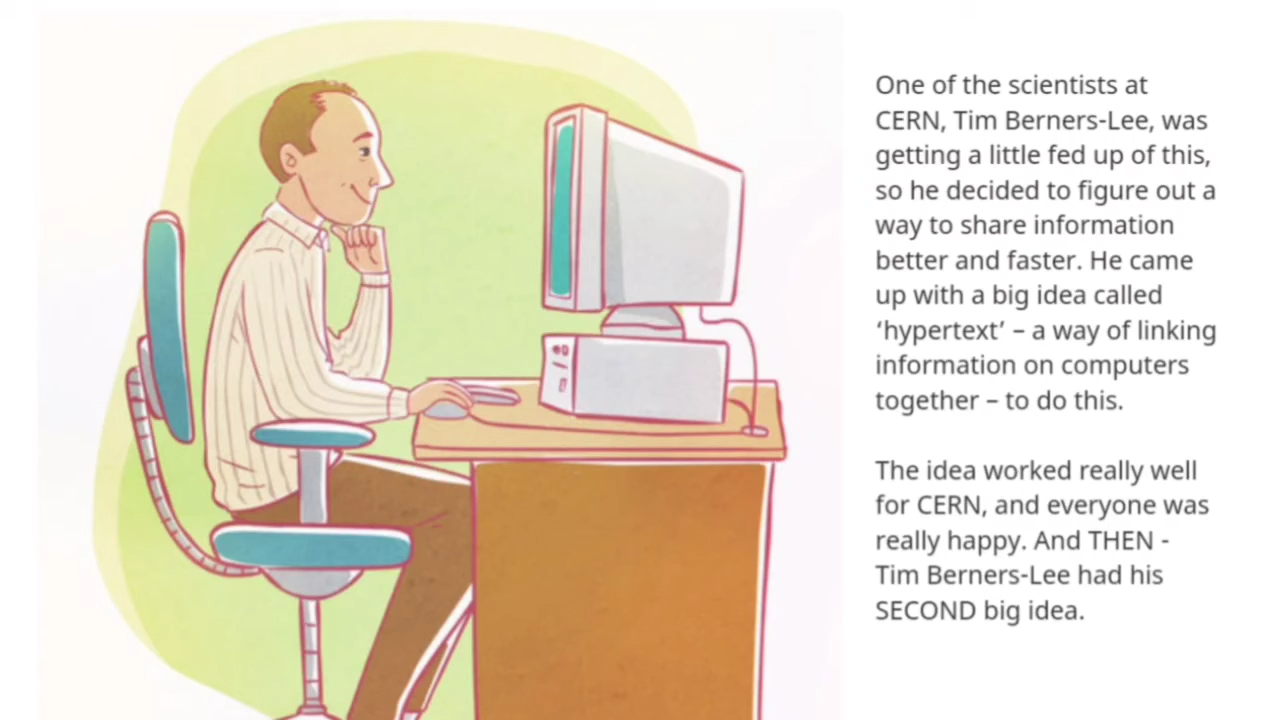 One of the scientists at
CERN, Tim Berners-Lee, was
getting a little fed up of this,
so he decided to figure out a
way to share information
better and faster. He came
up with a big idea called
‘hypertext’ – a way of linking
information on computers
together – to do this.
The idea worked really well
for CERN, and everyone was
really happy. And THEN -
Tim Berners-Lee had his
SECOND big idea.